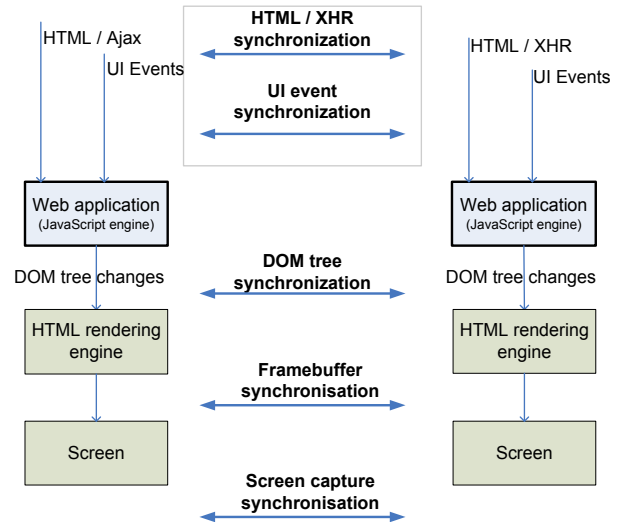 HTML / XHR
synchronization
HTML / Ajax
HTML / XHR
UI Events
UI Events
UI event
synchronization
Web application
(JavaScript engine)
Web application
(JavaScript engine)
DOM tree
synchronization
DOM tree changes
DOM tree changes
HTML rendering
engine
HTML rendering
engine
Framebuffer
synchronisation
Screen
Screen
Screen capture
synchronisation